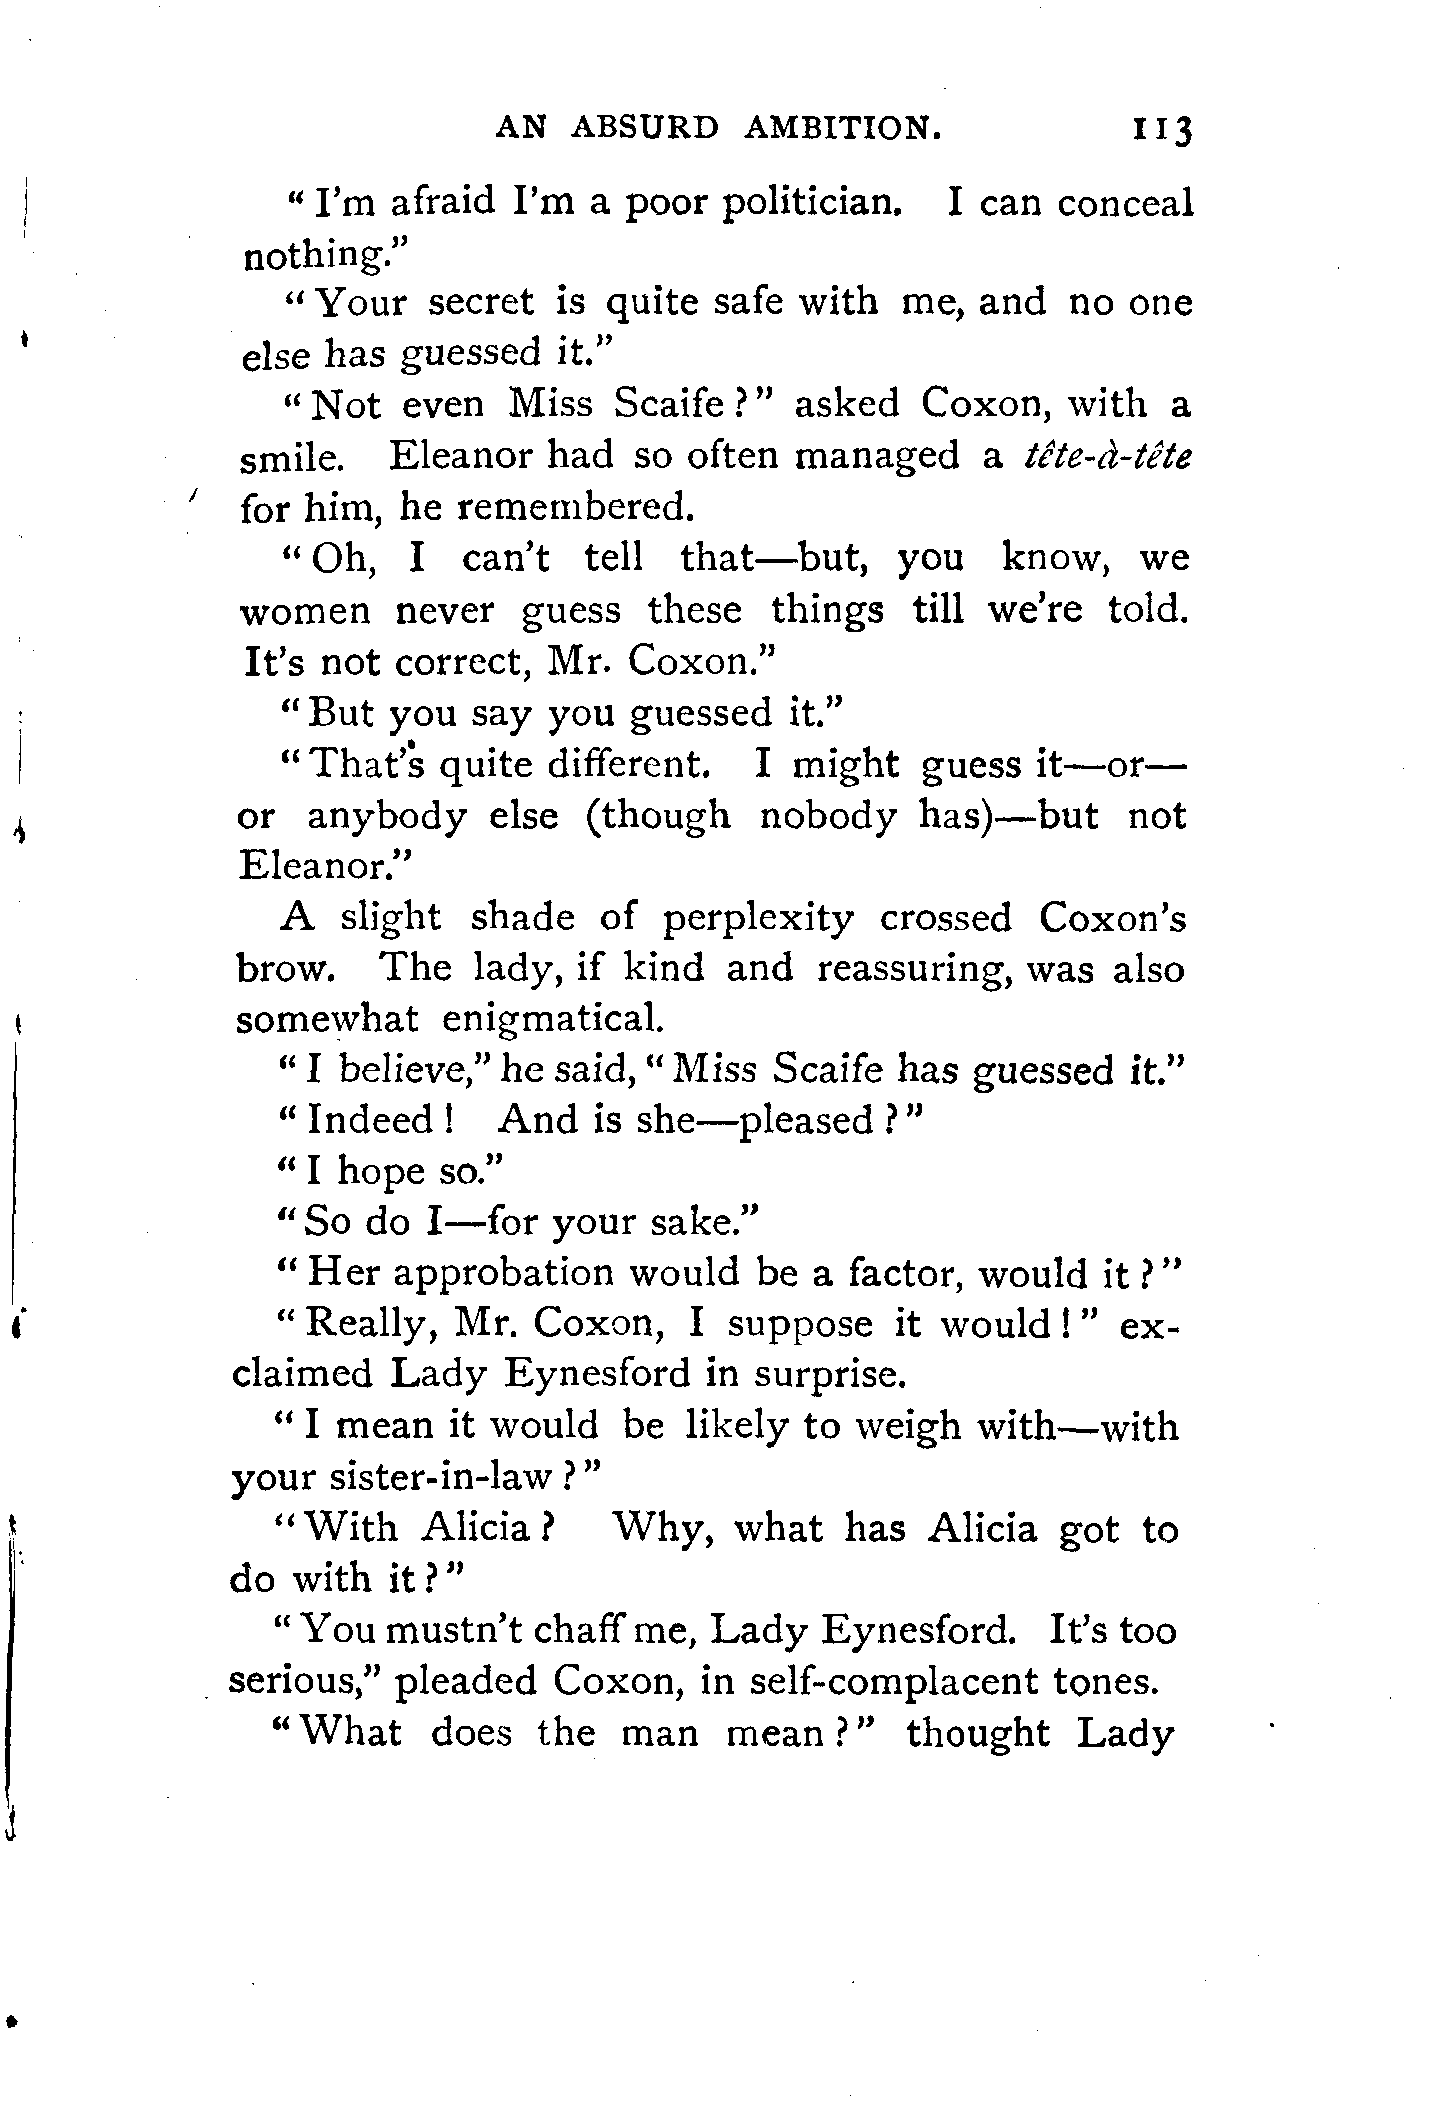 AN ABSURD AMBITION. 113
“I'm afraid I'm a poor politician. I can conceal
nothing.”
“Your secret is quite safe with me, and no one
else has guessed it.”
“Not even Miss Scaife?” asked Coxon, with a
smile. Eleanor had so often managed a tête-à-tête
for him, he remembered.
“Oh, I can't tell that—but, you know, we
women never guess these things till we're told.
It's not correct, Mr. Coxon.”
“But you say you guessed it.”
“That's quite different. I might guess it—or—
or anybody else (though nobody has)—but not
Eleanor.”
A slight shade of perplexity crossed Coxon's
brow. The lady, if kind and reassuring, was also
somewhat enigmatical.
“I believe,” he said, “Miss Scaife has guessed it.”
“Indeed! And is she—pleased?”
“I hope so.”
“So do I—for your sake.”
“Her approbation would be a factor, would it?”
“Really, Mr. Coxon, I suppose it would!” ex-
claimed Lady Eynesford in surprise.
“I mean it would be likely to weigh with—with
your sister-in-law?”
“With Alicia? Why, what has Alicia got to
do with it?”
“You mustn't chaff me, Lady Eynesford. It's too
serious,” pleaded Coxon, in self-complacent tones.
“What does the man mean?” thought Lady